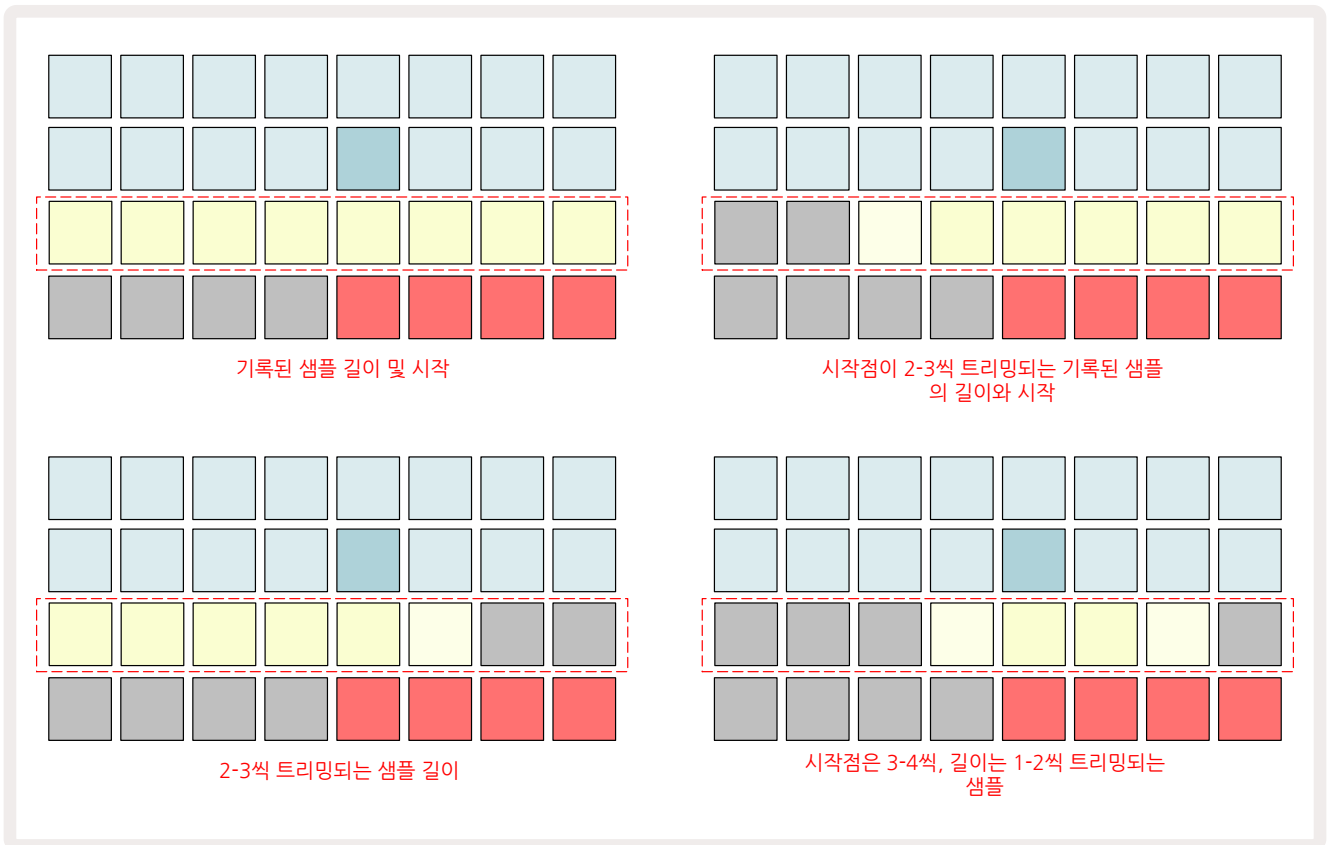 기록된 샘플 길이 및 시작
시작점이 2-3씩 트리밍되는 기록된 샘플
의 길이와 시작
2-3씩 트리밍되는 샘플 길이
시작점은 3-4씩, 길이는 1-2씩 트리밍되는
샘플